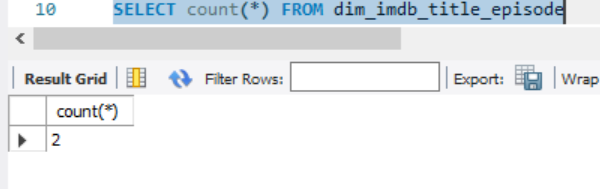 10 SELECT count(*) FROM dim_imdb_title_episode
Result Grid Filter Rows: Export: Wrap
count(*)
2